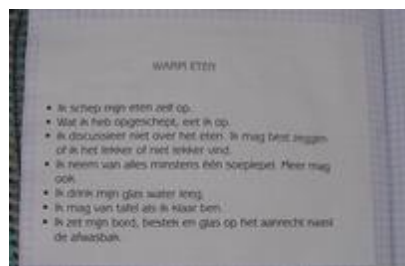 WARM ETEN
• Ik schep mijn eten zelf op.
• Wat ik heb opgeschept, eet ik op.
• Ik discussieer niet over het eten. Ik mag best zeggen
of ik het lekker of niet lekker vind.
• Ik neem van alles minstens één soeplepel. Meer mag
ook.
• Ik drink mijn glas water leeg.
• Ik mag van tafel als ik klaar ben.
• Ik zet mijn bord, bestek en glas op het aanrecht naast
de afwasbak.